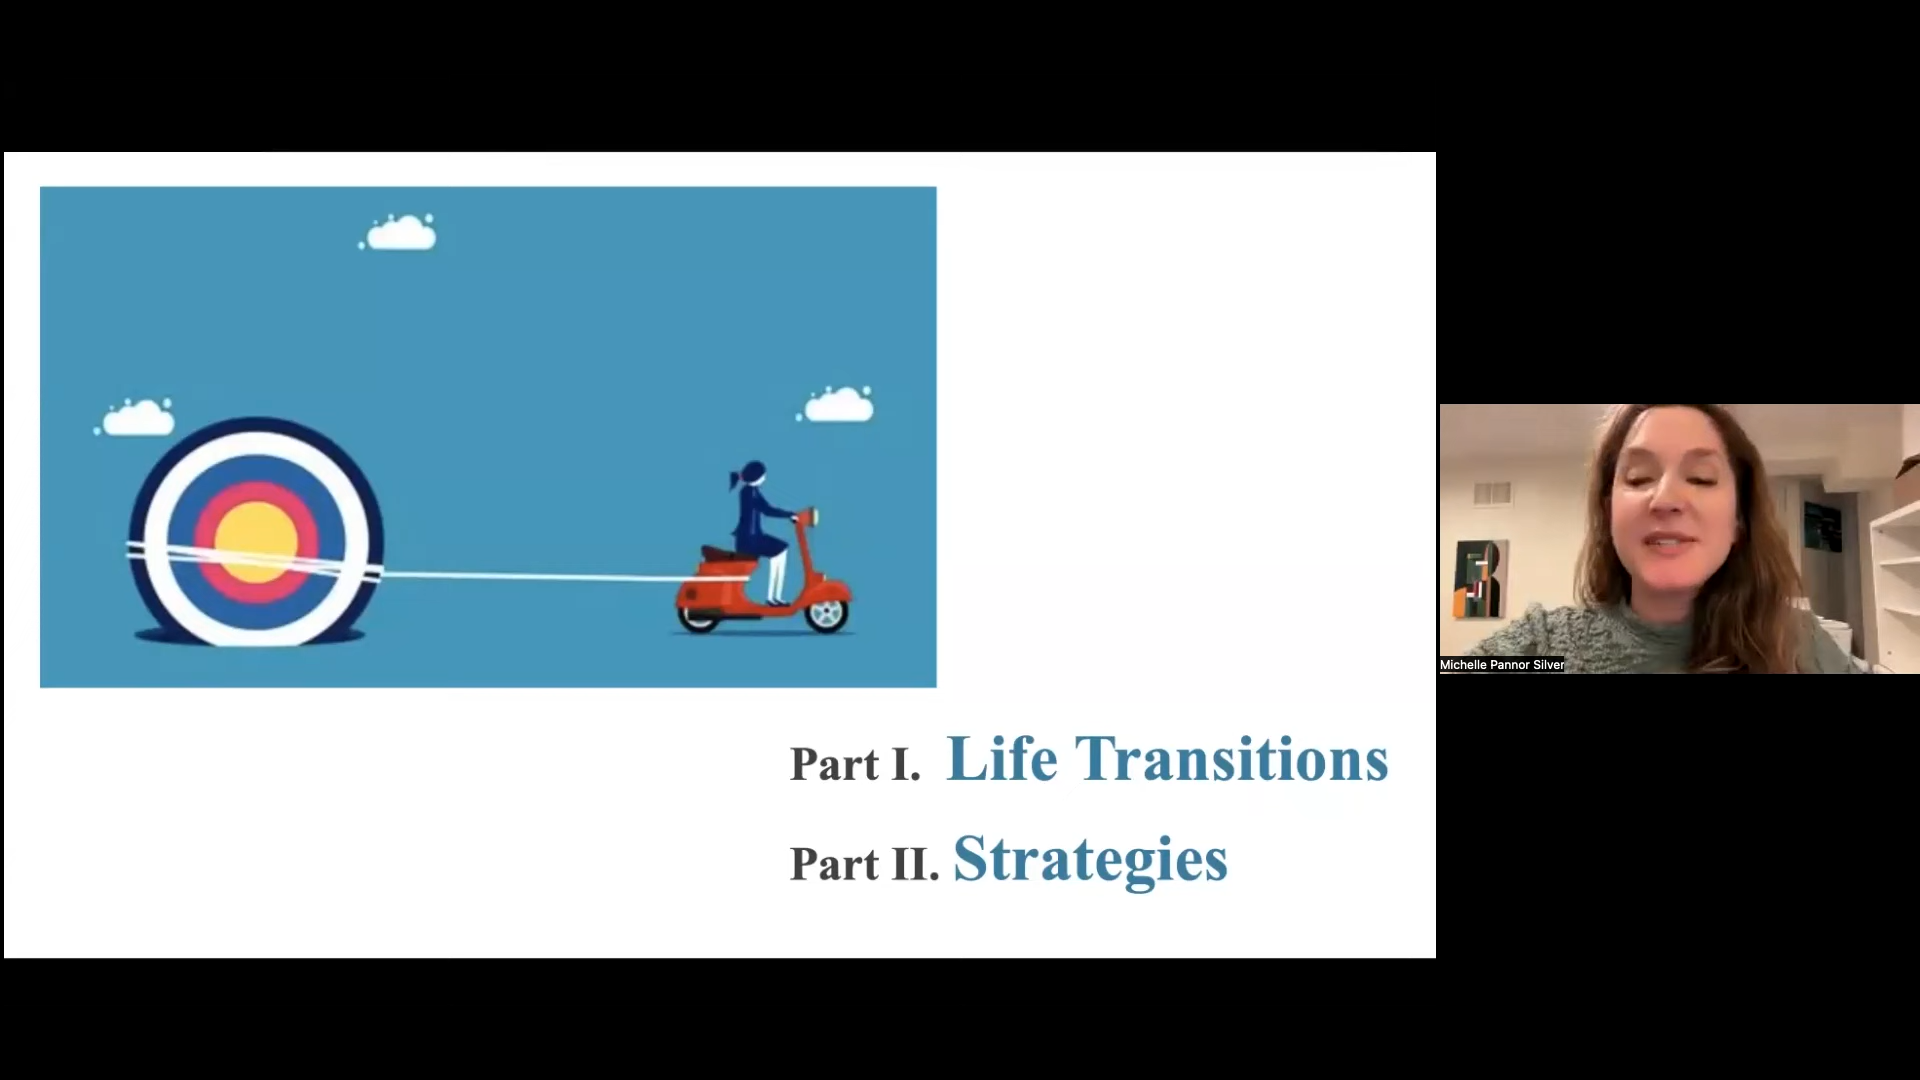 Part I. Life Transitions
Part II. Strategies
Michelle Pannor Silver